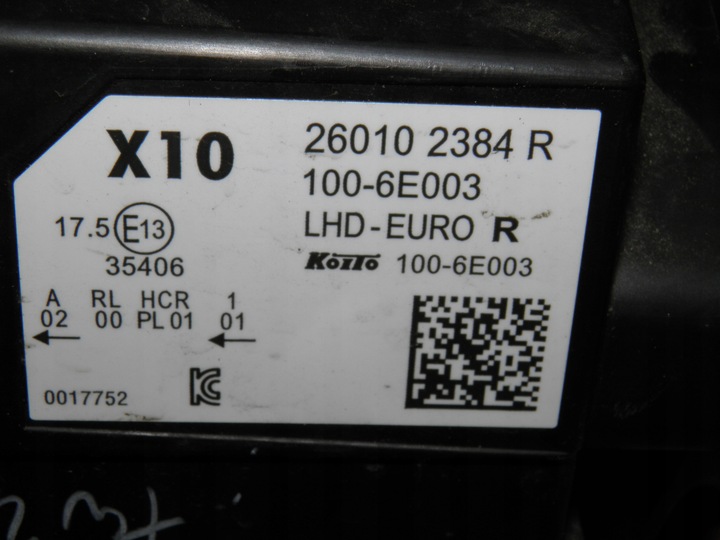 X10
26010 2384 R
100-6E003
LHD-EURO R
KOITO 100-6E003
17.5 E13
35406
A RL HCR 1
02 00 PL 01 01
0017752
KC